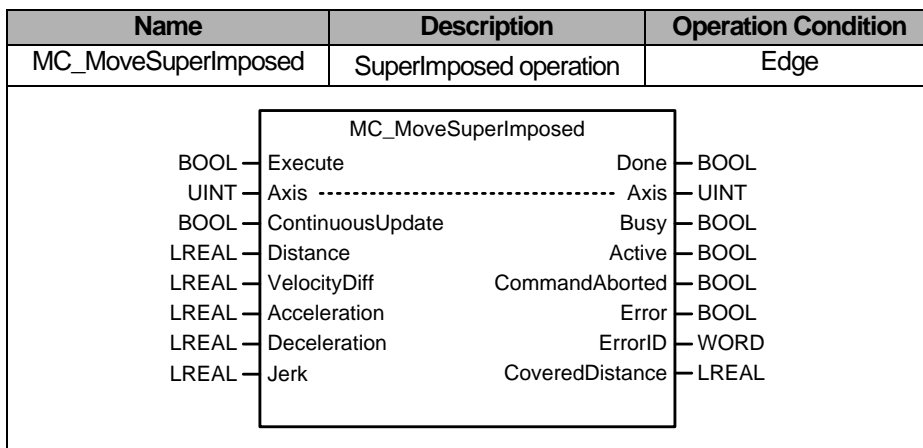 Name Description Operation Condition
MC_MoveSuperImposed SuperImposed operation Edge
MC_MoveSuperImposed
BOOL Execute Done BOOL
UINT Axis Axis UINT
BOOL ContinuousUpdate Busy BOOL
LREAL Distance Active BOOL
LREAL VelocityDiff CommandAborted BOOL
LREAL Acceleration Error BOOL
LREAL Deceleration ErrorID WORD
LREAL Jerk CoveredDistance LREAL